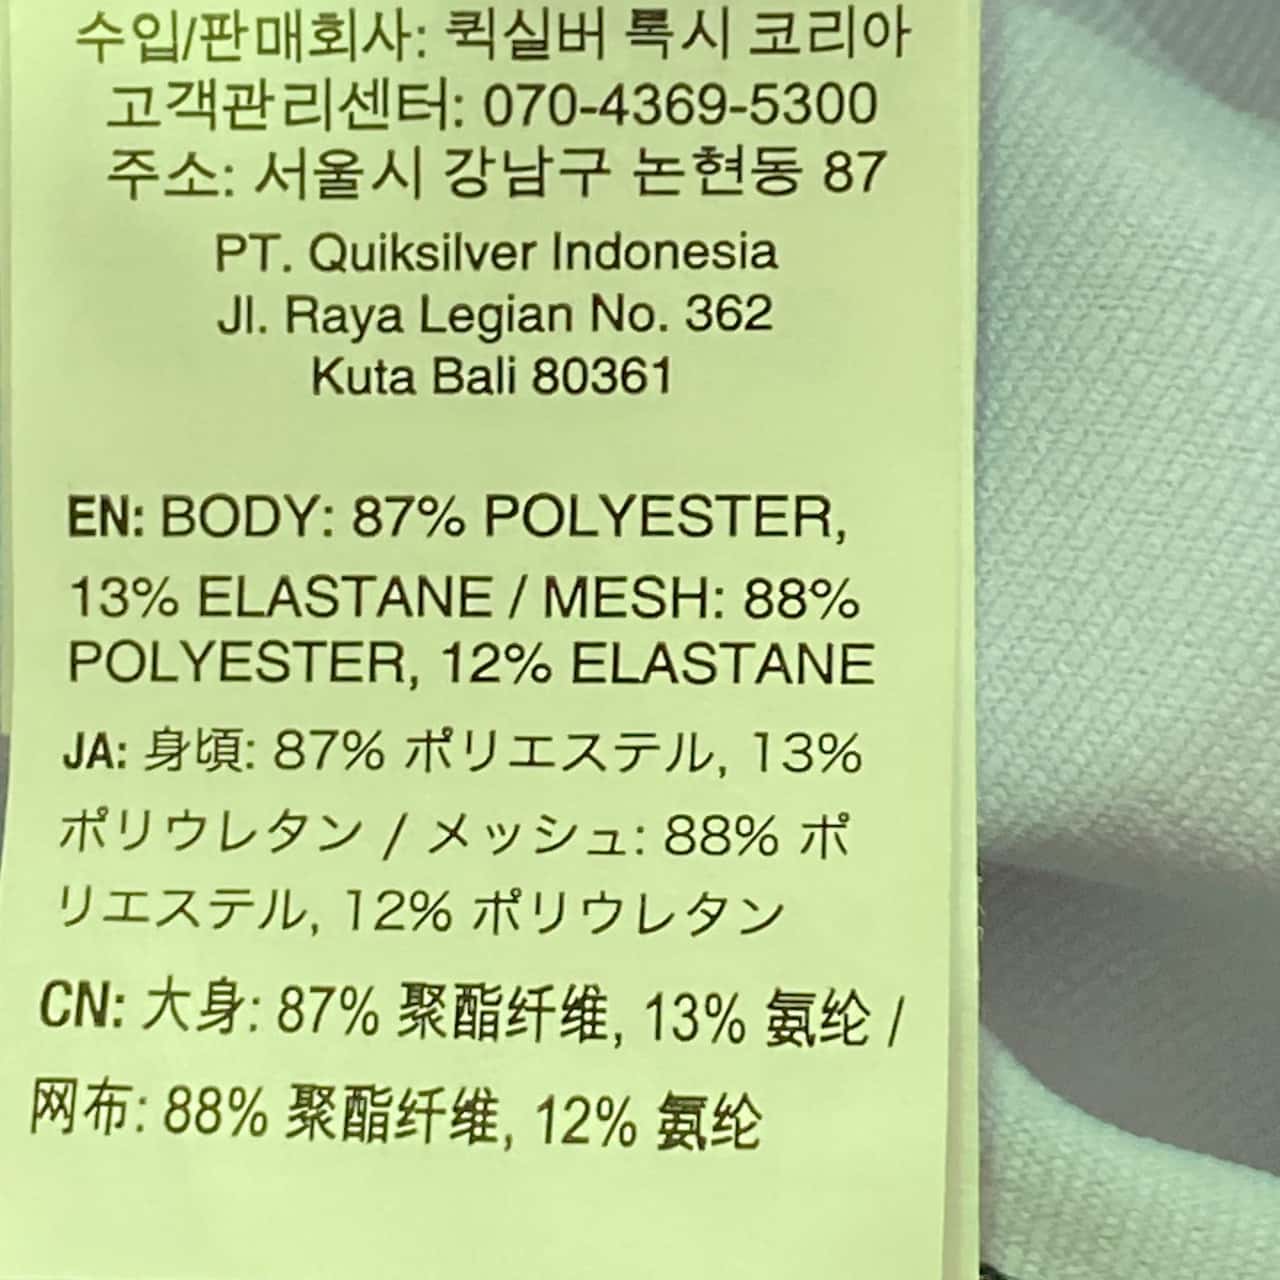 수입/판매회사: 퀵실버 록시 코리아
고객관리센터: 070-4369-5300
주소: 서울시 강남구 논현동 87
PT. Quiksilver Indonesia
Jl. Raya Legian No. 362
Kuta Bali 80361
EN: BODY: 87% POLYESTER,
13% ELASTANE / MESH: 88%
POLYESTER, 12% ELASTANE
JA: 身頃: 87% ポリエステル, 13%
ポリウレタン / メッシュ: 88% ポ
リエステル, 12% ポリウレタン
CN: 大身: 87% 聚酯纤维, 13% 氨纶 /
网布: 88% 聚酯纤维, 12% 氨纶